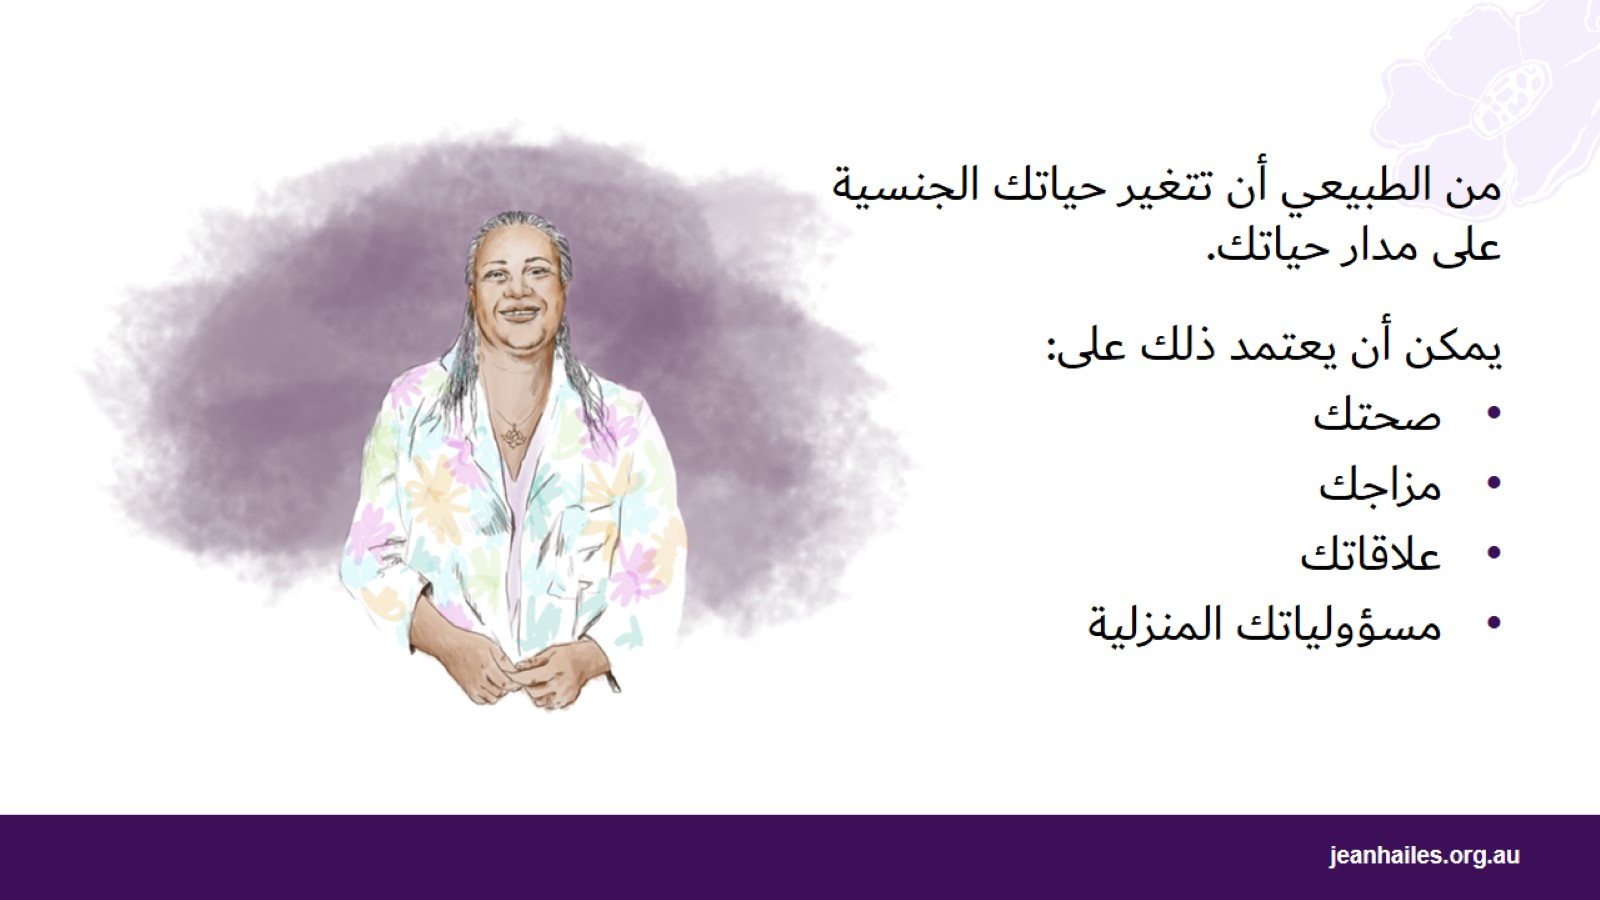 من الطبيعي أن تتغير حياتك الجنسية
على مدار حياتك.
يمكن أن يعتمد ذلك على:
• صحتك
• مزاجك
• علاقاتك
• مسؤولياتك المنزلية
jeanhailes.org.au